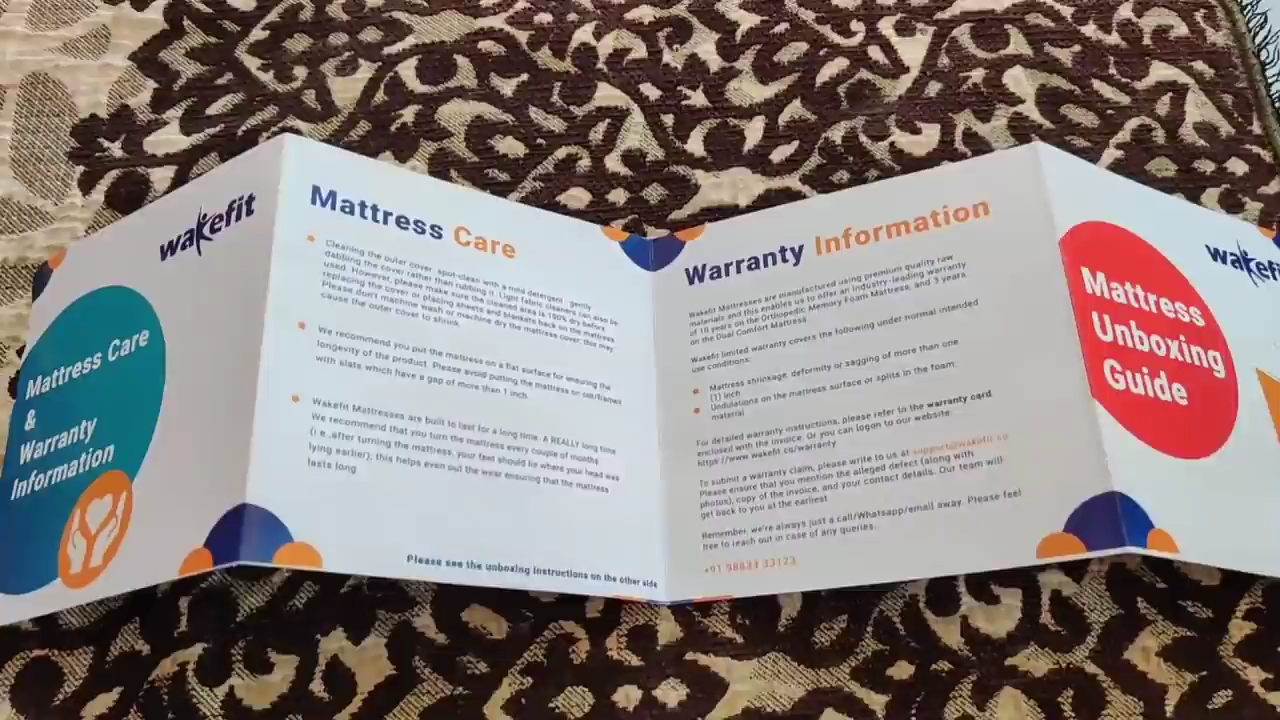 wakefit
Mattress Care
&
Warranty
Information
Mattress Care
Cleaning the outer cover: spot-clean with a mild detergent, gently
dabbing the cover rather than rubbing it. Light fabric cleaners can also be
used. However, please make sure the cleaned area is 100% dry before
replacing the cover or placing sheets and blankets back on the mattress.
Please don't machine wash or machine dry the mattress cover; this may
cause the outer cover to shrink.
We recommend you put the mattress on a flat surface for ensuring the
longevity of the product. Please avoid putting the mattress on
with slats which have a gap of more than 1 inch.
Wakefit Mattresses are built to last for a long time. A REALLY long time
We recommend that you turn the mattress every couple of months
(i.e.,after turning the mattress, your feet should be where your head was
lying earlier), this helps even out the wear ensuring that the mattress
lasts long.
Please see the unboxing instructions on the other side
Warranty Information
Wakefit Mattresses are manufactured using premium quality raw
materials and this enables us to offer an industry-leading warranty
of 10 years on the Orthopedic Memory Foam Mattress, and 3 years
on the Dual Comfort Mattress.
Wakefit limited warranty covers the following under normal intended
use conditions:
Mattress shrinkage, deformity or sagging of more than one
(1) inch
Undulations on the mattress surface or splits in the foam
material
For detailed warranty instructions, please refer to the warranty card
enclosed with the invoice. Or you can logon to our website
https://www.wakefit.co/warranty
To submit a warranty claim, please write to us at support@wakefit.co
Please ensure that you mention the alleged defect (along with
photos), copy of the invoice, and your contact details. Our team will
get back to you at the earliest
Remember, we're always just a call/Whatsapp/email away. Please feel
free to reach out in case of any queries.
wakefit
Mattress
Unboxing
Guide